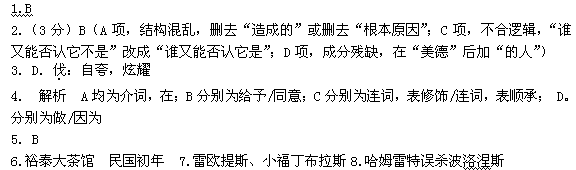 1.B
2.（3分）B（A项，结构混乱，删去“造成的”或删去“根本原因”；C项，不合逻辑，“谁
又能否认它不是”改成“谁又能否认它是”；D项，成分残缺，在“美德”后加“的人”）
3. D. 伐：自夸，炫耀
4. 解析 A均为介词，在；B分别为给予/同意；C分别为连词，表修饰/连词，表顺承； D。
分别为做/因为
5. B
6.裕泰大茶馆 民国初年 7.雷欧提斯、小福丁布拉斯 8.哈姆雷特误杀波洛涅斯